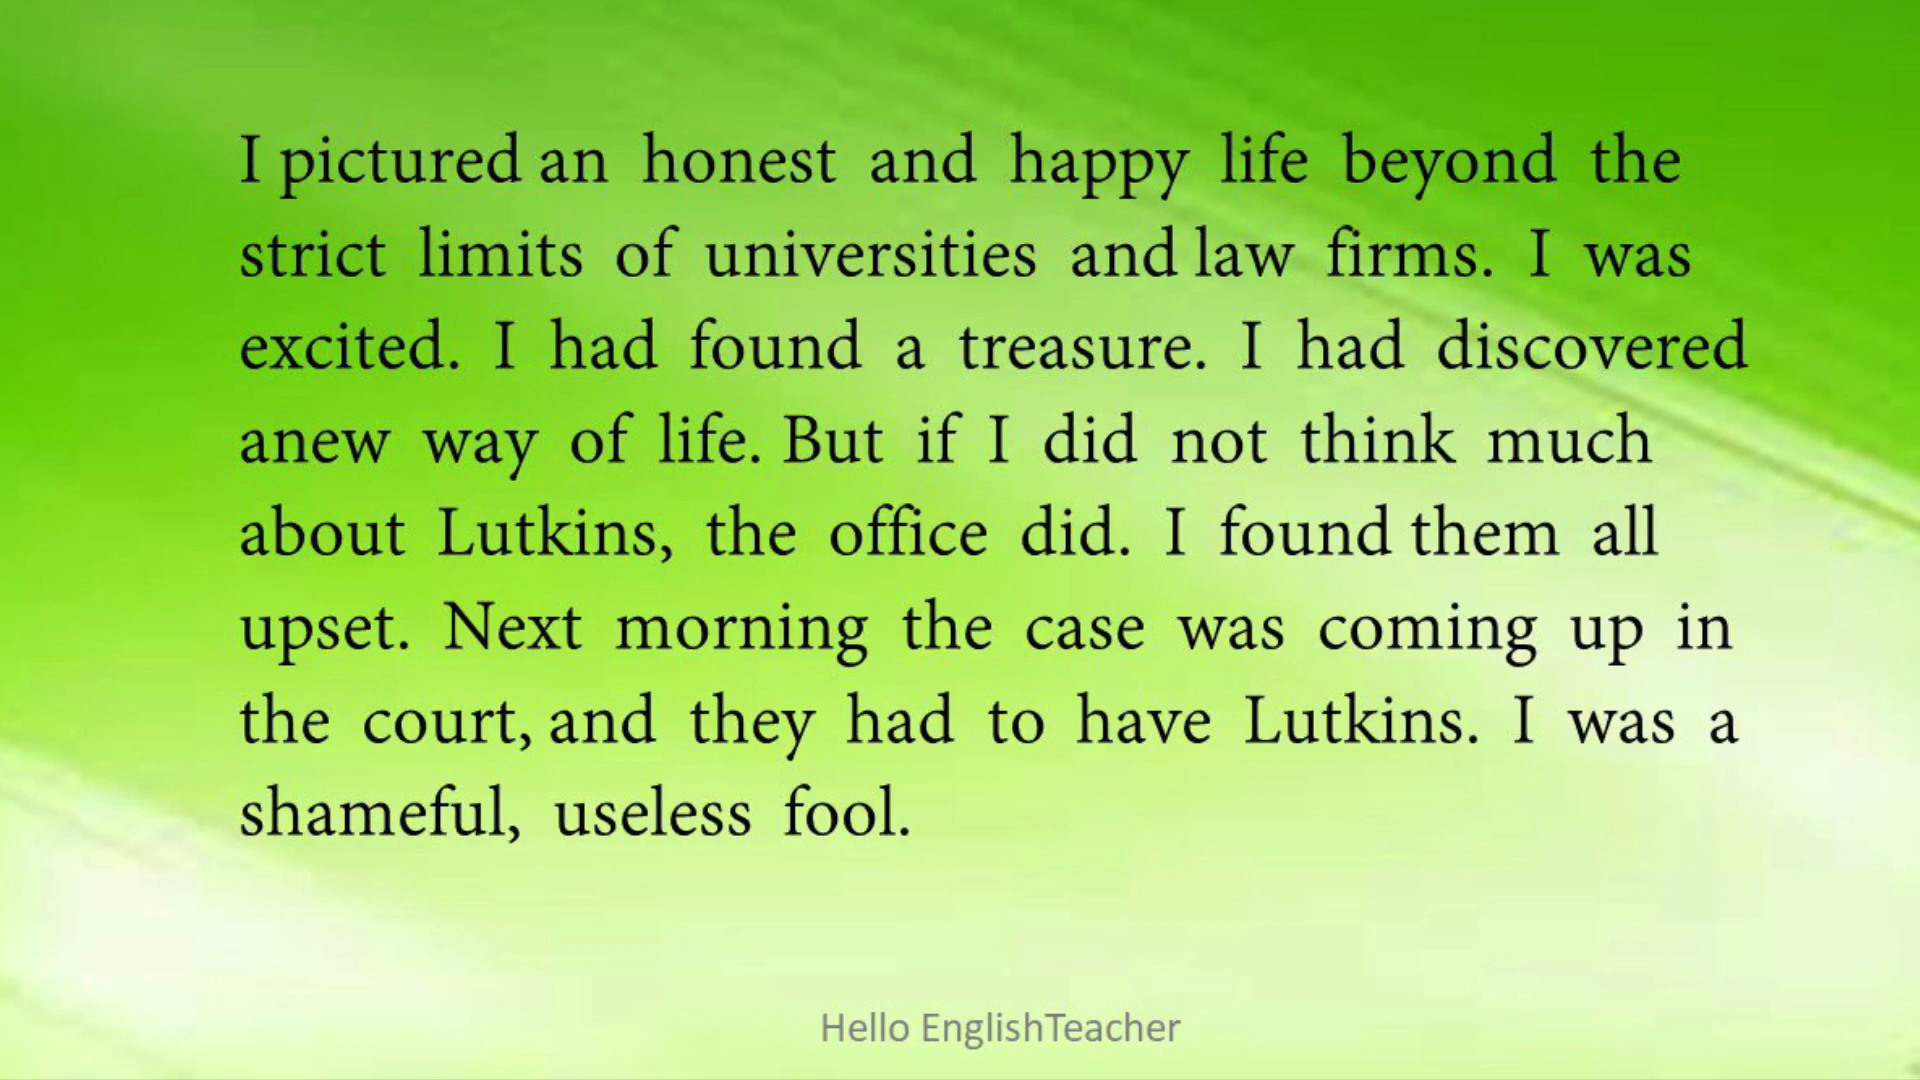 I pictured an honest and happy life beyond the
strict limits of universities and law firms. I was
excited. I had found a treasure. I had discovered
anew way of life. But if I did not think much
about Lutkins, the office did. I found them all
upset. Next morning the case was coming up in
the court, and they had to have Lutkins. I was a
shameful, useless fool.
Hello EnglishTeacher